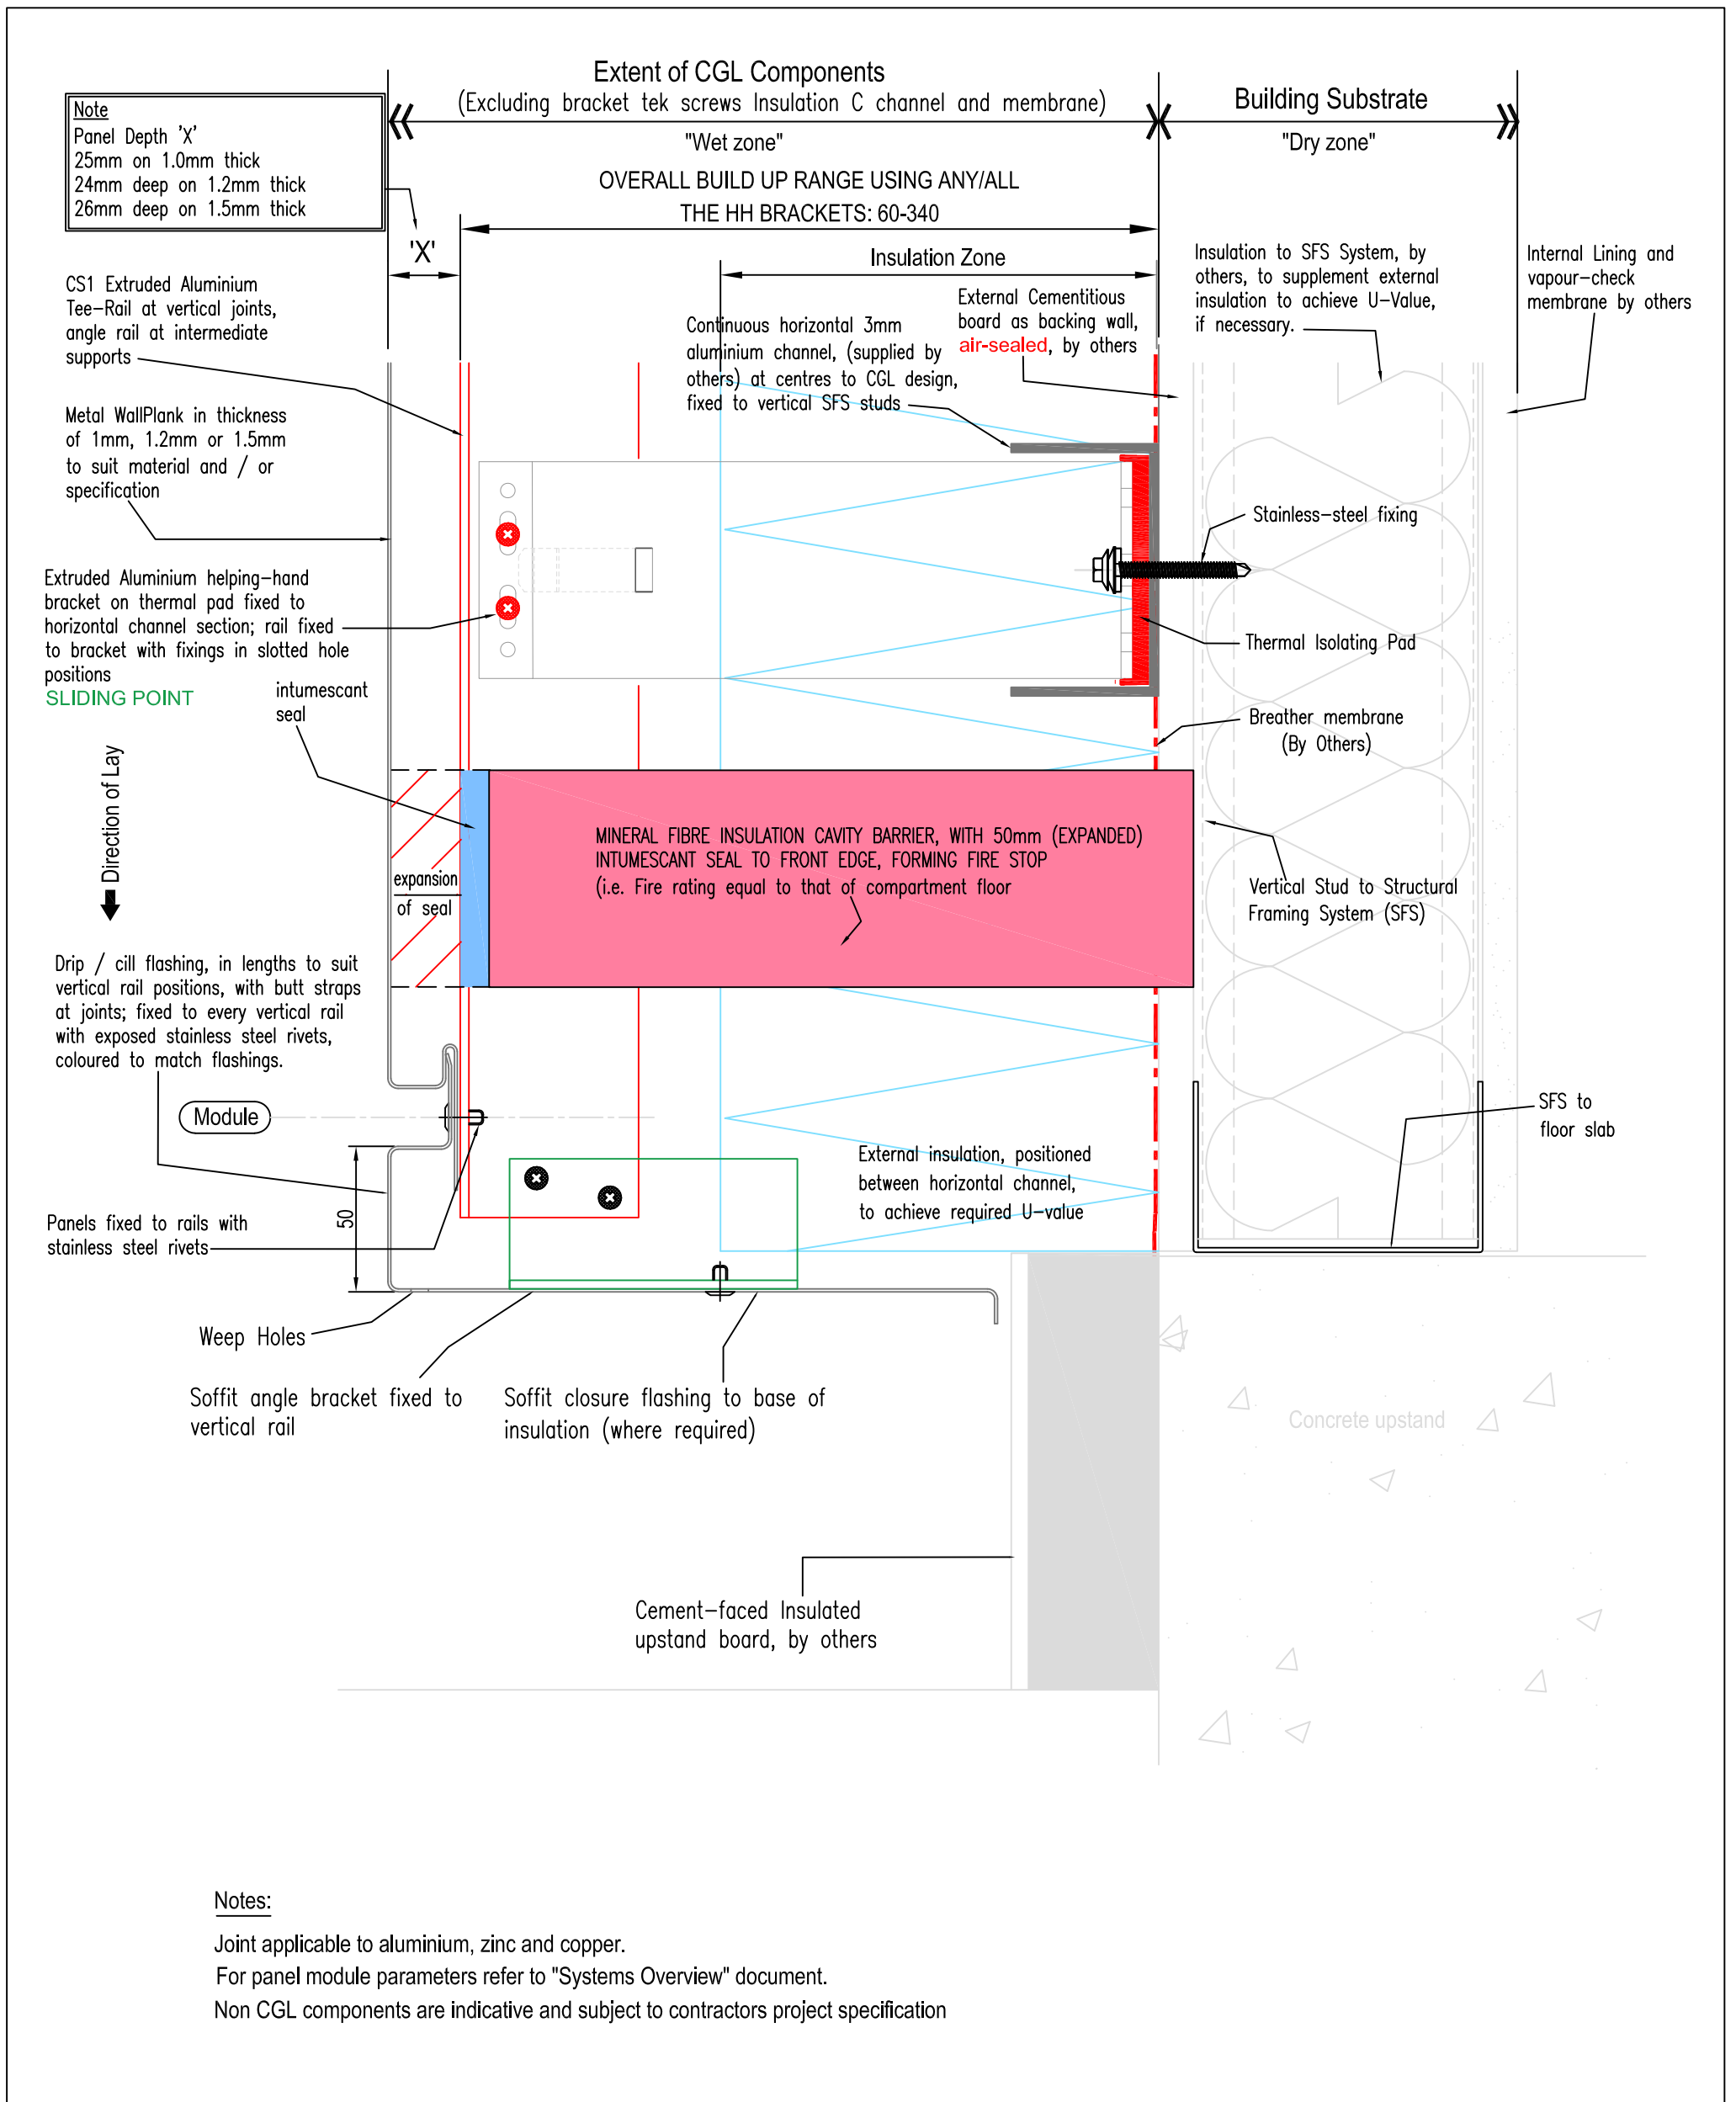 Extent of CGL Components
(Excluding bracket tek screws Insulation C channel and membrane)
"Wet zone"
Building Substrate
"Dry zone"
Note
Panel Depth 'X'
25mm on 1.0mm thick
24mm deep on 1.2mm thick
26mm deep on 1.5mm thick
OVERALL BUILD UP RANGE USING ANY/ALL
THE HH BRACKETS: 60-340
'X'
Insulation Zone
CS1 Extruded Aluminium
Tee-Rail at vertical joints,
angle rail at intermediate
supports
Continuous horizontal 3mm
aluminium channel, (supplied by
others) at centres to CGL design,
fixed to vertical SFS studs
External Cementitious
board as backing wall,
air-sealed, by others
Insulation to SFS System, by
others, to supplement external
insulation to achieve U-Value,
if necessary.
Internal Lining and
vapour-check
membrane by others
Metal WallPlank in thickness
of 1mm, 1.2mm or 1.5mm
to suit material and / or
specification
Stainless-steel fixing
Extruded Aluminium helping-hand
bracket on thermal pad fixed to
horizontal channel section; rail fixed
to bracket with fixings in slotted hole
positions
SLIDING POINT
Thermal Isolating Pad
intumescant
seal
Breather membrane
(By Others)
Direction of Lay
MINERAL FIBRE INSULATION CAVITY BARRIER, WITH 50mm (EXPANDED)
INTUMESCANT SEAL TO FRONT EDGE, FORMING FIRE STOP
(i.e. Fire rating equal to that of compartment floor
expansion
of seal
Vertical Stud to Structural
Framing System (SFS)
Drip / cill flashing, in lengths to suit
vertical rail positions, with butt straps
at joints; fixed to every vertical rail
with exposed stainless steel rivets,
coloured to match flashings.
Module
SFS to
floor slab
External insulation, positioned
between horizontal channel,
to achieve required U-value
50
Panels fixed to rails with
stainless steel rivets
Weep Holes
Soffit angle bracket fixed to
vertical rail
Soffit closure flashing to base of
insulation (where required)
Concrete upstand
Cement-faced Insulated
upstand board, by others
Notes:
Joint applicable to aluminium, zinc and copper.
For panel module parameters refer to "Systems Overview" document.
Non CGL components are indicative and subject to contractors project specification